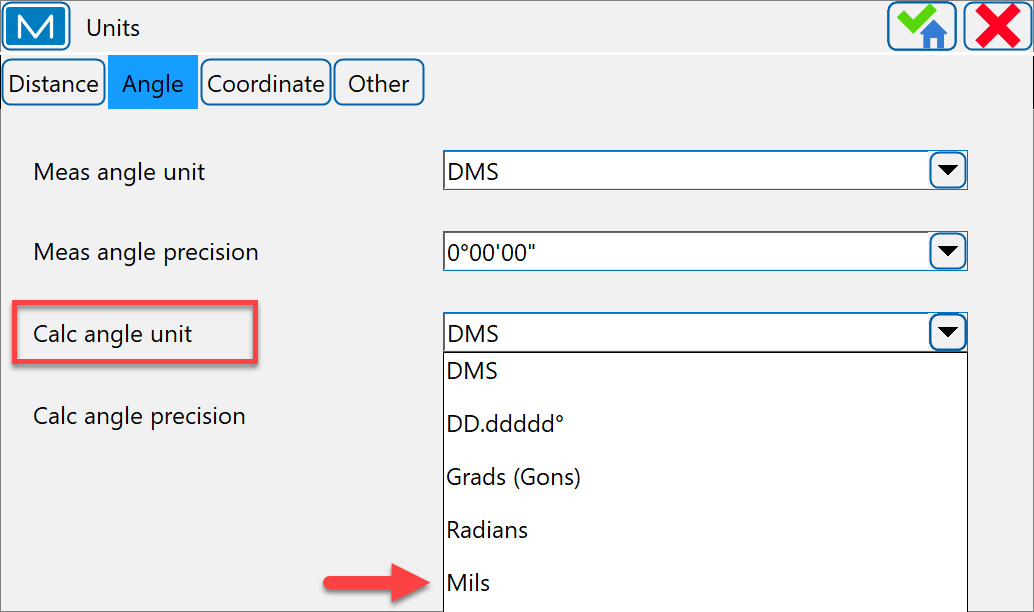 Units
Distance Angle Coordinate Other
Meas angle unit DMS
Meas angle precision 0°00'00"
Calc angle unit DMS
DMS
Calc angle precision
DD.ddddd°
Grads (Gons)
Radians
Mils